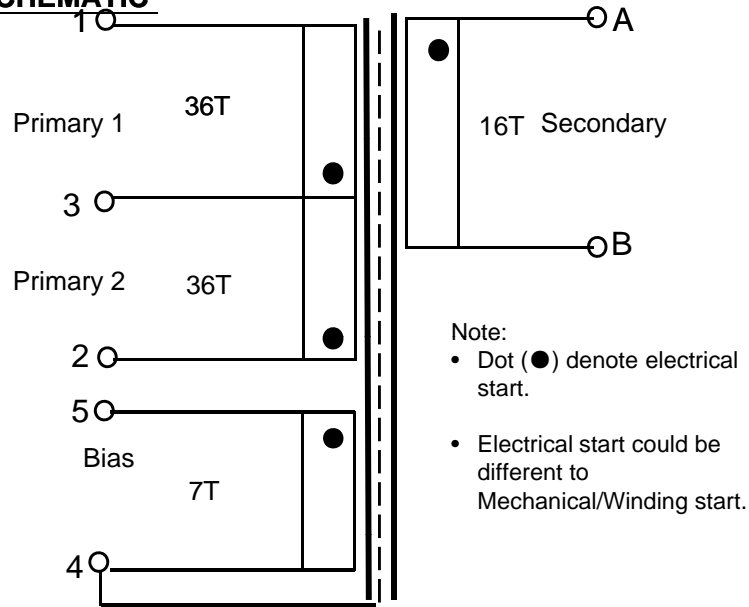 CHEMATIC
1
A
36T
Primary 1
16T Secondary
3
B
Primary 2
36T
2
Note:
• Dot (●) denote electrical
start.
5
Bias
• Electrical start could be
different to
Mechanical/Winding start.
7T
4